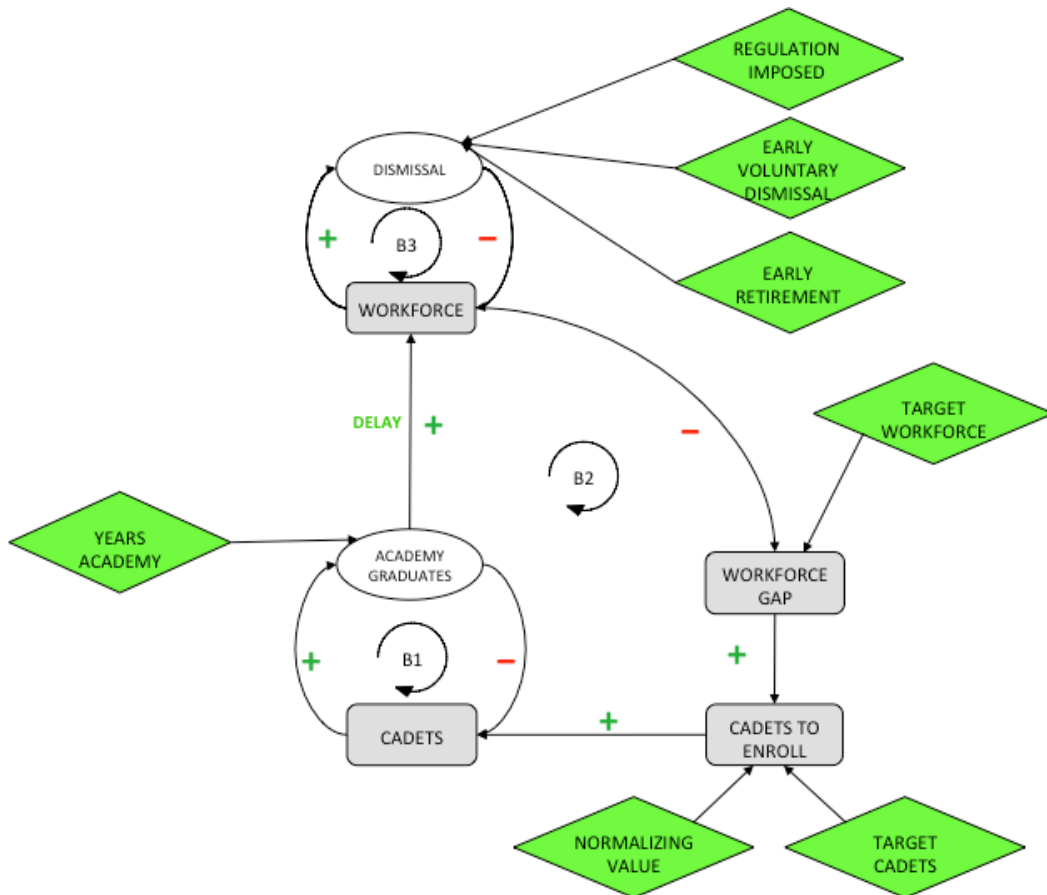 REGULATION
IMPOSED
EARLY
VOLUNTARY
DISMISSAL
DISMISSAL
+
B3
−
EARLY
RETIREMENT
WORKFORCE
TARGET
WORKFORCE
DELAY
+
−
B2
YEARS
ACADEMY
ACADEMY
GRADUATES
WORKFORCE
GAP
+
B1
−
+
+
CADETS
CADETS TO
ENROLL
NORMALIZING
VALUE
TARGET
CADETS